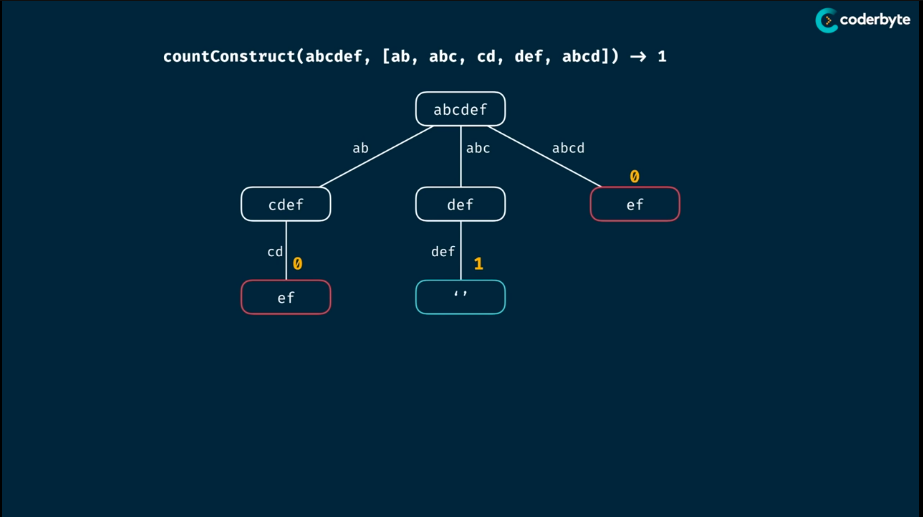 coderbyte
countConstruct(abcdef, [ab, abc, cd, def, abcd]) → 1
abcdef
ab abc abcd
0
cdef def ef
cd def
0 1
ef ‘’